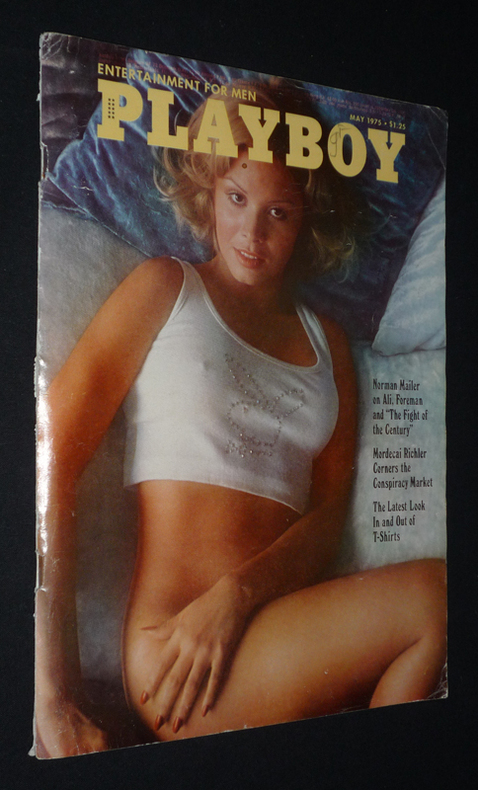 ENTERTAINMENT FOR MEN
PLAYBOY
MAY 1975 • $1.25
Norman Mailer
on Ali, Foreman
and "The Fight of
the Century"
Mordecai Richler
Corners the
Conspiracy Market
The Latest Look
In and Out of
T-Shirts